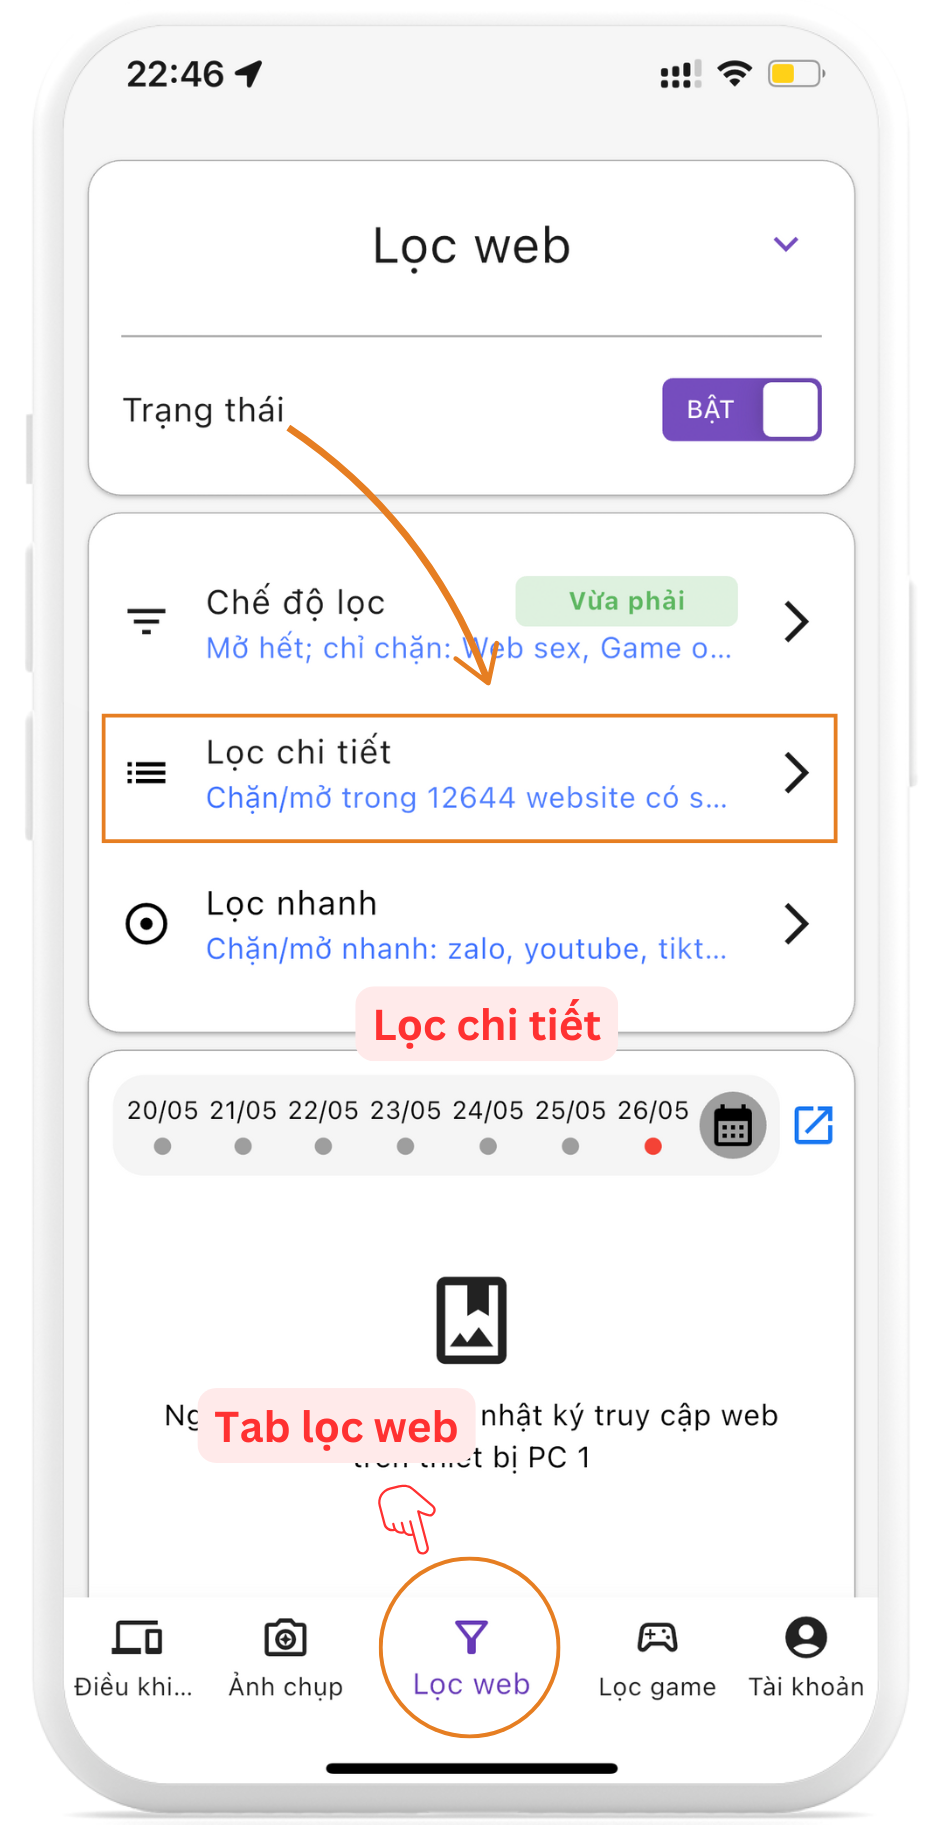 22:46
Lọc web
Trạng thái
BẬT
Chế độ lọc
Vừa phải
Mở hết; chỉ chặn: Web sex, Game o...
Lọc chi tiết
Chặn/mở trong 12644 website có s...
Lọc nhanh
Chặn/mở nhanh: zalo, youtube, tikt...
Lọc chi tiết
20/05 21/05 22/05 23/05 24/05 25/05 26/05
Tab lọc web
nhật ký truy cập web
thiết bị PC 1
Điều khi...
Ảnh chụp
Lọc web
Lọc game
Tài khoản